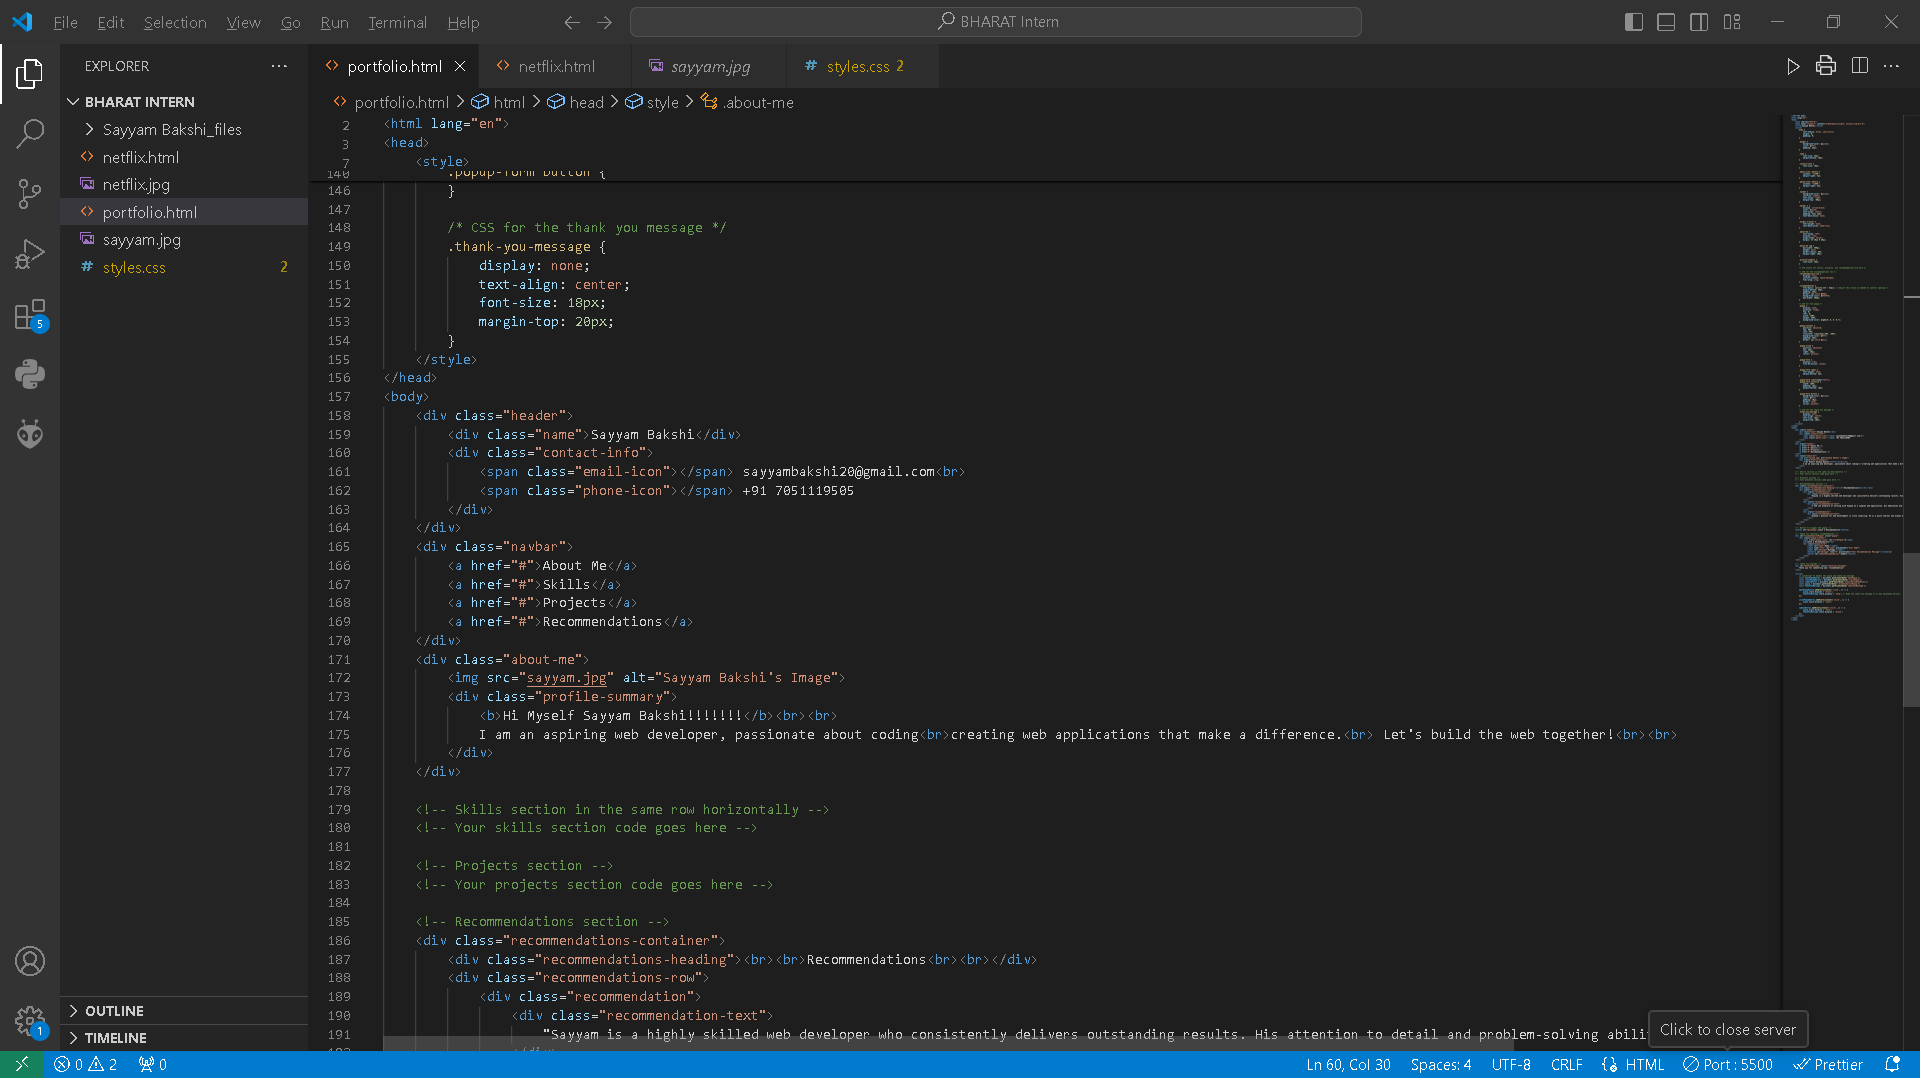 File Edit Selection View Go Run Terminal Help
BHARAT Intern
EXPLORER
BHARAT INTERN
Sayyam Bakshi_files
netflix.html
netflix.jpg
portfolio.html
sayyam.jpg
styles.css 2
5
OUTLINE
TIMELINE
1
portfolio.html
netflix.html
sayyam.jpg
styles.css 2
portfolio.html > html > head > style > .about-me
2 <html lang="en">
3 <head>
7 <style>
140 .popup-form button {
146 }
147
148 /* CSS for the thank you message */
149 .thank-you-message {
150 display: none;
151 text-align: center;
152 font-size: 18px;
153 margin-top: 20px;
154 }
155 </style>
156 </head>
157 <body>
158 <div class="header">
159 <div class="name">Sayyam Bakshi</div>
160 <div class="contact-info">
161 <span class="email-icon"></span> sayyambakshi20@gmail.com<br>
162 <span class="phone-icon"></span> +91 7051119505
163 </div>
164 </div>
165 <div class="navbar">
166 <a href="#">About Me</a>
167 <a href="#">Skills</a>
168 <a href="#">Projects</a>
169 <a href="#">Recommendations</a>
170 </div>
171 <div class="about-me">
172 <img src="sayyam.jpg" alt="Sayyam Bakshi's Image">
173 <div class="profile-summary">
174 <b>Hi Myself Sayyam Bakshi!!!!!!!</b><br><br>
175 I am an aspiring web developer, passionate about coding<br>creating web applications that make a difference.<br> Let's build the web together!<br><br>
176 </div>
177 </div>
178
179 <!-- Skills section in the same row horizontally -->
180 <!-- Your skills section code goes here -->
181
182 <!-- Projects section -->
183 <!-- Your projects section code goes here -->
184
185 <!-- Recommendations section -->
186 <div class="recommendations-container">
187 <div class="recommendations-heading"><br><br>Recommendations<br><br></div>
188 <div class="recommendations-row">
189 <div class="recommendation">
190 <div class="recommendation-text">
191 "Sayyam is a highly skilled web developer who consistently delivers outstanding results. His attention to detail and problem-solving abili
Click to close server
0 2 0
Ln 60, Col 30 Spaces: 4 UTF-8 CRLF HTML Port : 5500 Prettier